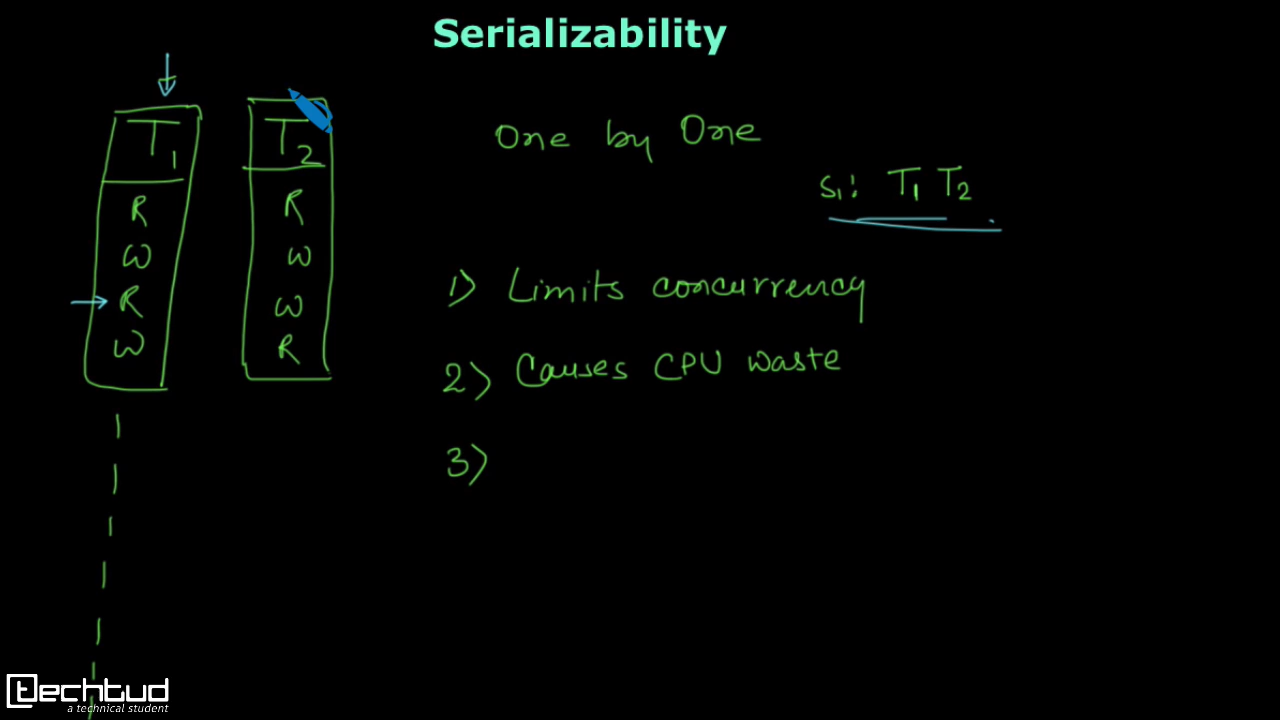 Serializability
T1
R
W
R
W
T2
R
W
W
R
One by One
S1: T1 T2
1) Limits concurrency
2) Causes CPU waste
3)
techtud
a technical student